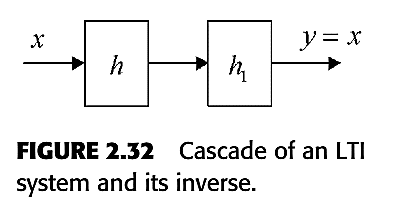 x
h
h₁
y = x
FIGURE 2.32 Cascade of an LTI
system and its inverse.